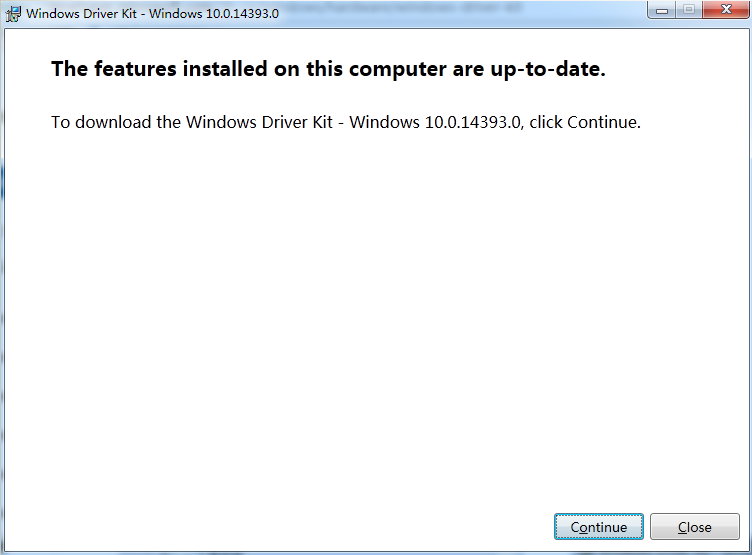 Windows Driver Kit - Windows 10.0.14393.0
The features installed on this computer are up-to-date.
To download the Windows Driver Kit - Windows 10.0.14393.0, click Continue.
Continue
Close